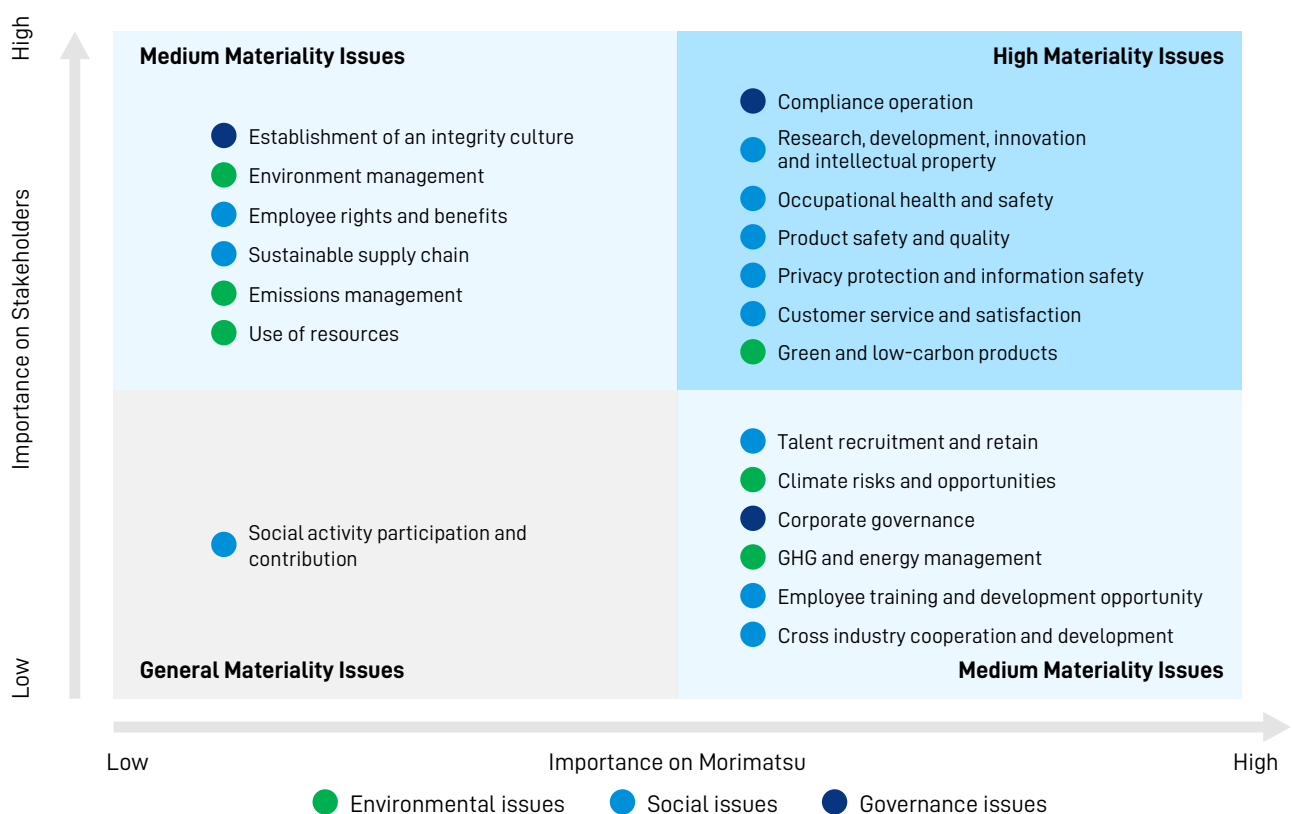 High
Importance on Stakeholders
Low
Medium Materiality Issues
Establishment of an integrity culture
Environment management
Employee rights and benefits
Sustainable supply chain
Emissions management
Use of resources
High Materiality Issues
Compliance operation
Research, development, innovation
and intellectual property
Occupational health and safety
Product safety and quality
Privacy protection and information safety
Customer service and satisfaction
Green and low-carbon products
Social activity participation and
contribution
General Materiality Issues
Talent recruitment and retain
Climate risks and opportunities
Corporate governance
GHG and energy management
Employee training and development opportunity
Cross industry cooperation and development
Medium Materiality Issues
Low
Importance on Morimatsu
High
Environmental issues
Social issues
Governance issues